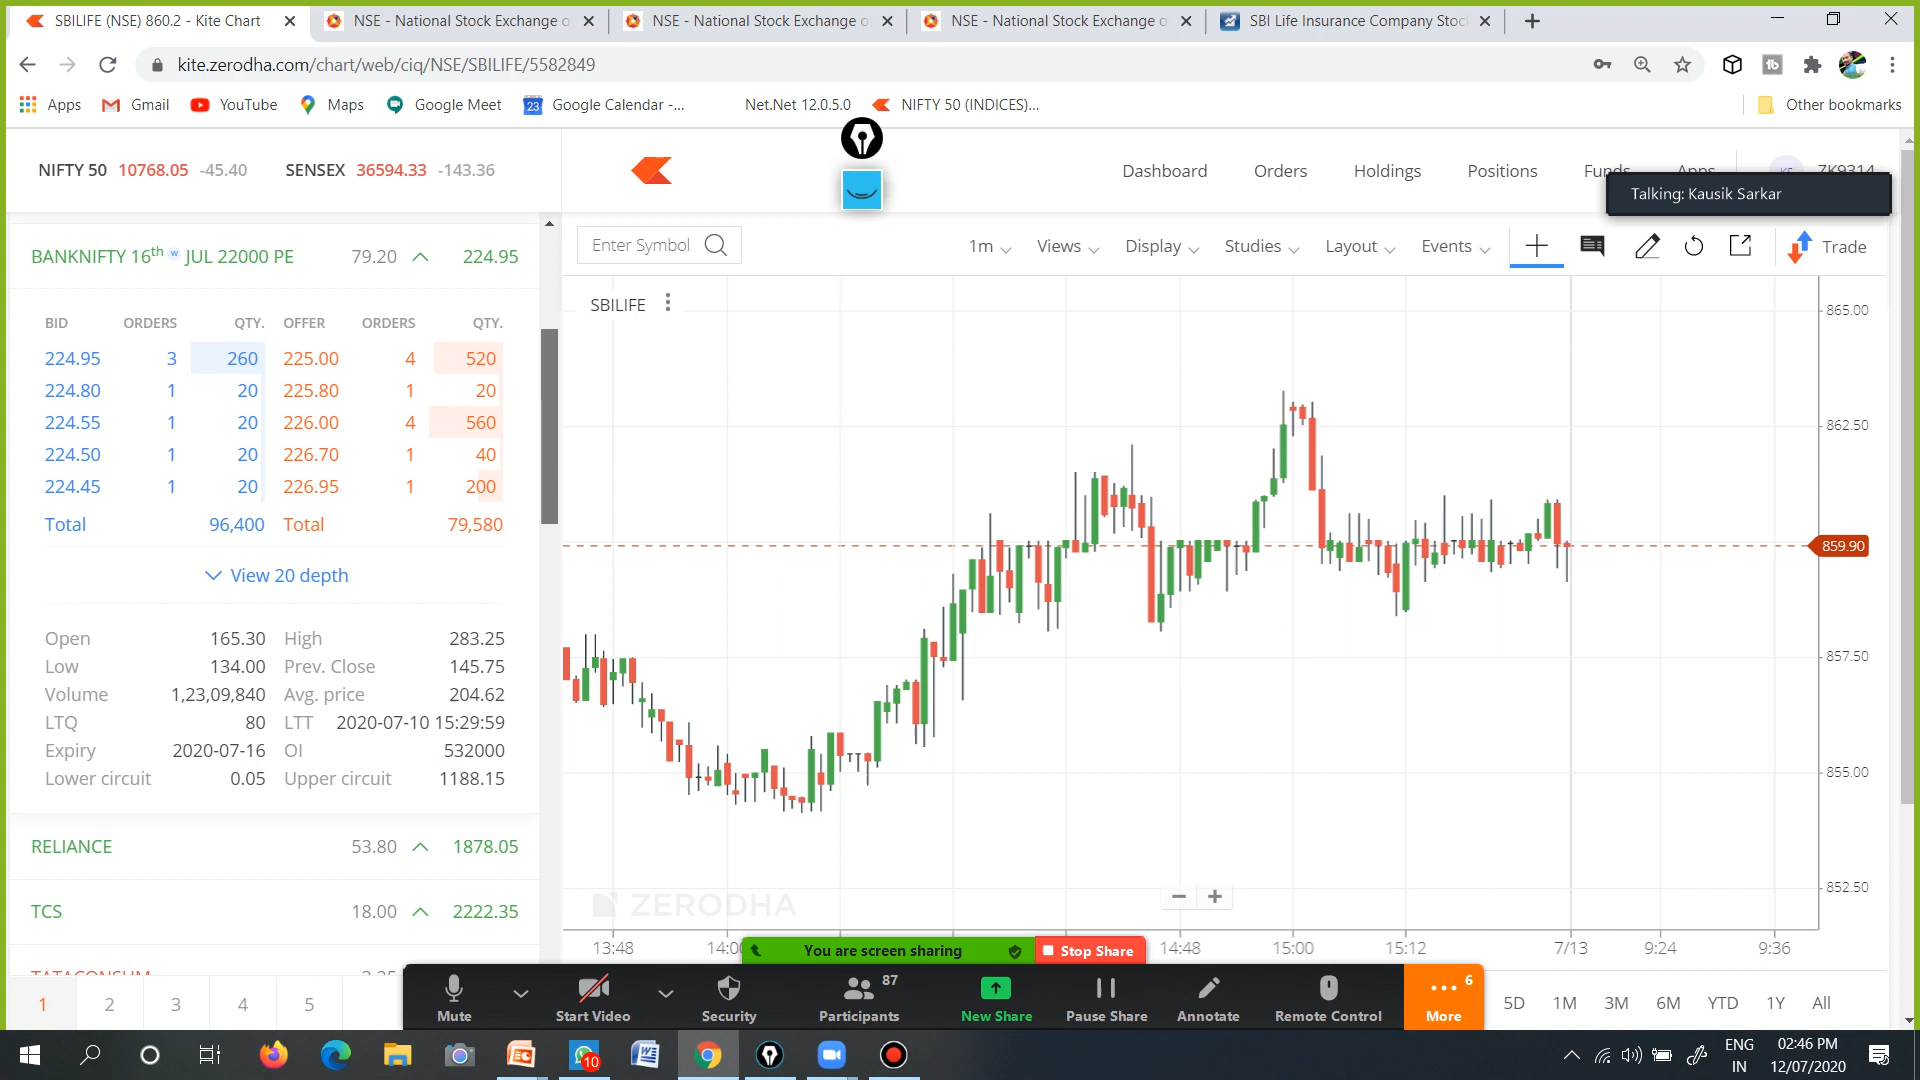 SBILIFE (NSE) 860.2 - Kite Chart
NSE - National Stock Exchange o
NSE - National Stock Exchange o
NSE - National Stock Exchange o
SBI Life Insurance Company Stoc
kite.zerodha.com/chart/web/ciq/NSE/SBILIFE/5582849
Apps Gmail YouTube Maps Google Meet 23 Google Calendar -... Net.Net 12.0.5.0 NIFTY 50 (INDICES)... Other bookmarks
NIFTY 50 10768.05 -45.40 SENSEX 36594.33 -143.36
Dashboard Orders Holdings Positions Funds Apps ZK9314
Talking: Kausik Sarkar
Enter Symbol 1m Views Display Studies Layout Events Trade
BANKNIFTY 16th w JUL 22000 PE 79.20 224.95
BID ORDERS QTY. OFFER ORDERS QTY.
224.95 3 260 225.00 4 520
224.80 1 20 225.80 1 20
224.55 1 20 226.00 4 560
224.50 1 20 226.70 1 40
224.45 1 20 226.95 1 200
Total 96,400 Total 79,580
View 20 depth
Open 165.30 High 283.25
Low 134.00 Prev. Close 145.75
Volume 1,23,09,840 Avg. price 204.62
LTQ 80 LTT 2020-07-10 15:29:59
Expiry 2020-07-16 OI 532000
Lower circuit 0.05 Upper circuit 1188.15
RELIANCE 53.80 1878.05
TCS 18.00 2222.35
TATACONSUM
1 2 3 4 5
SBILIFE
865.00
862.50
859.90
857.50
855.00
852.50
ZERODHA
13:48 14:0 14:48 15:00 15:12 7/13 9:24 9:36
You are screen sharing Stop Share
87 6
Mute Start Video Security Participants New Share Pause Share Annotate Remote Control More
5D 1M 3M 6M YTD 1Y All
10
ENG
IN
02:46 PM
12/07/2020